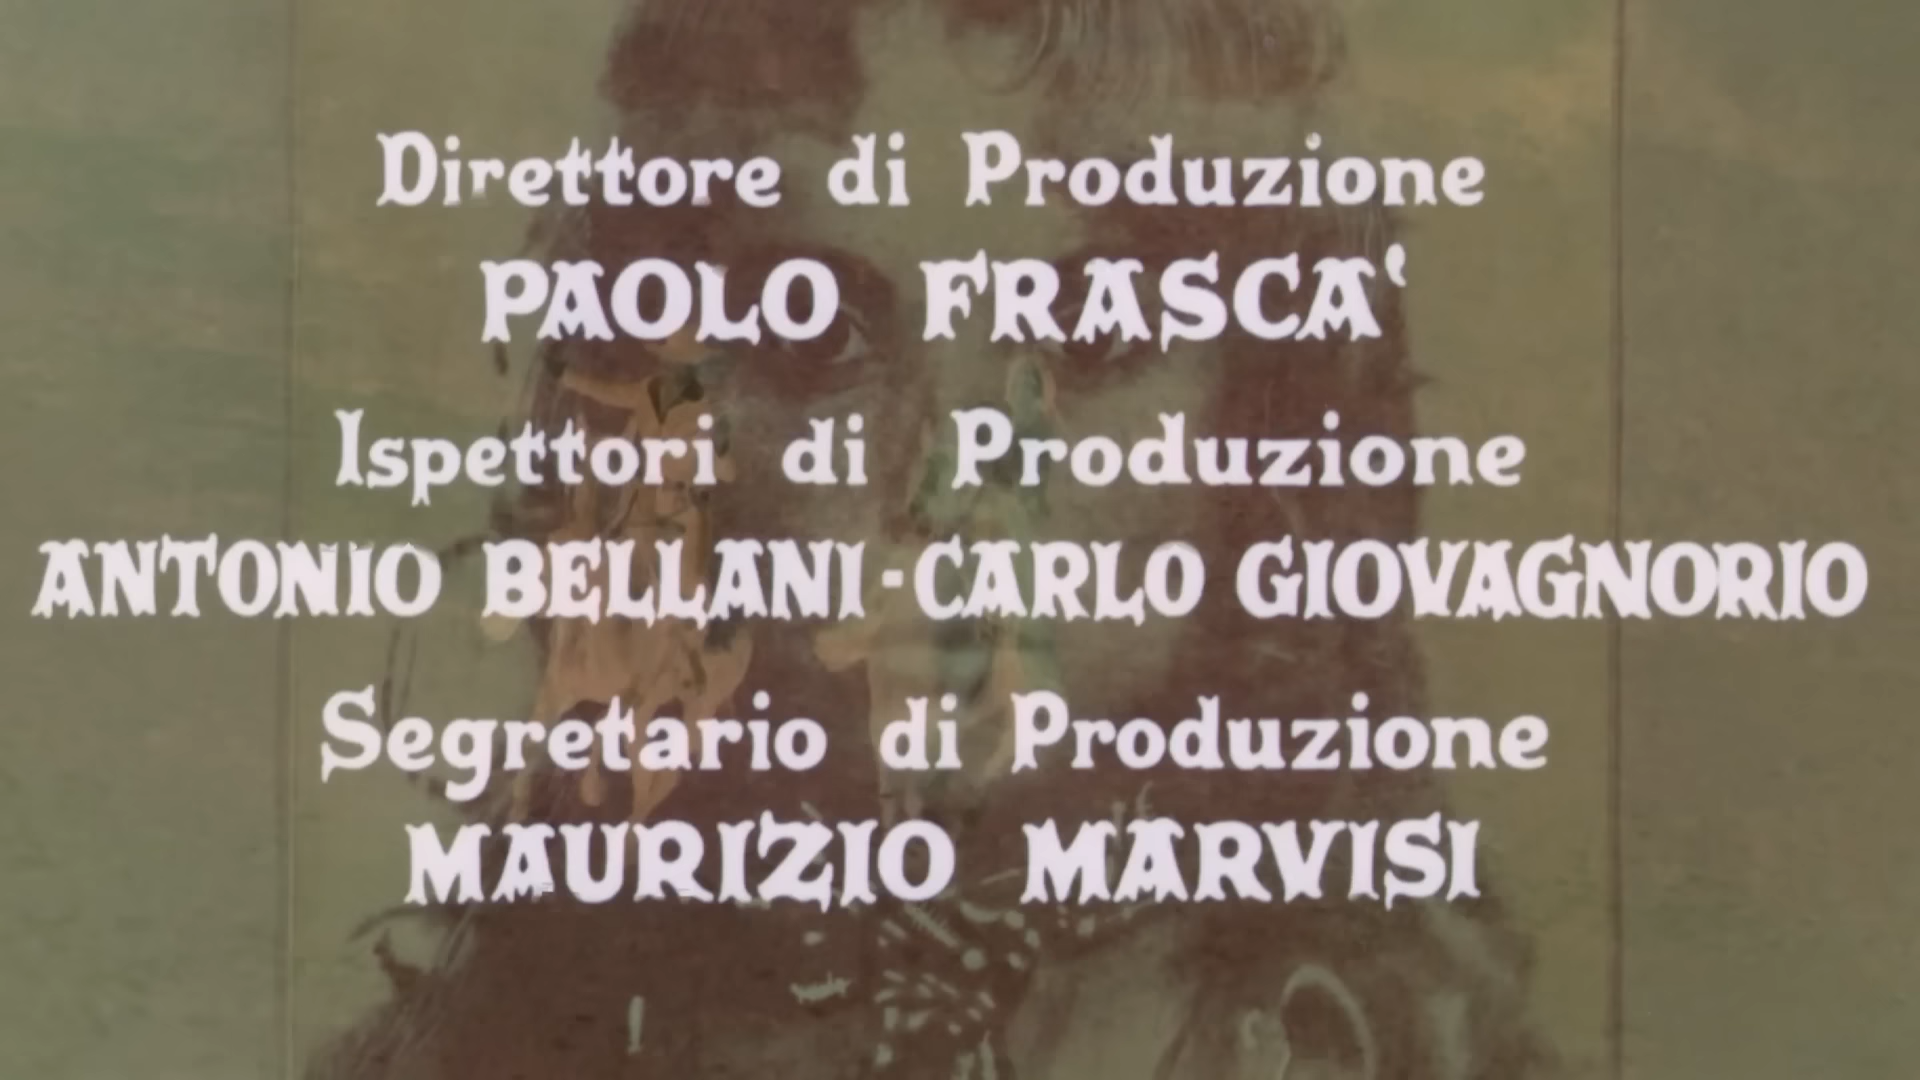 Direttore di Produzione
PAOLO FRASCA'
Ispettori di Produzione
ANTONIO BELLANI-CARLO GIOVAGNORIO
Segretario di Produzione
MAURIZIO MARVISI